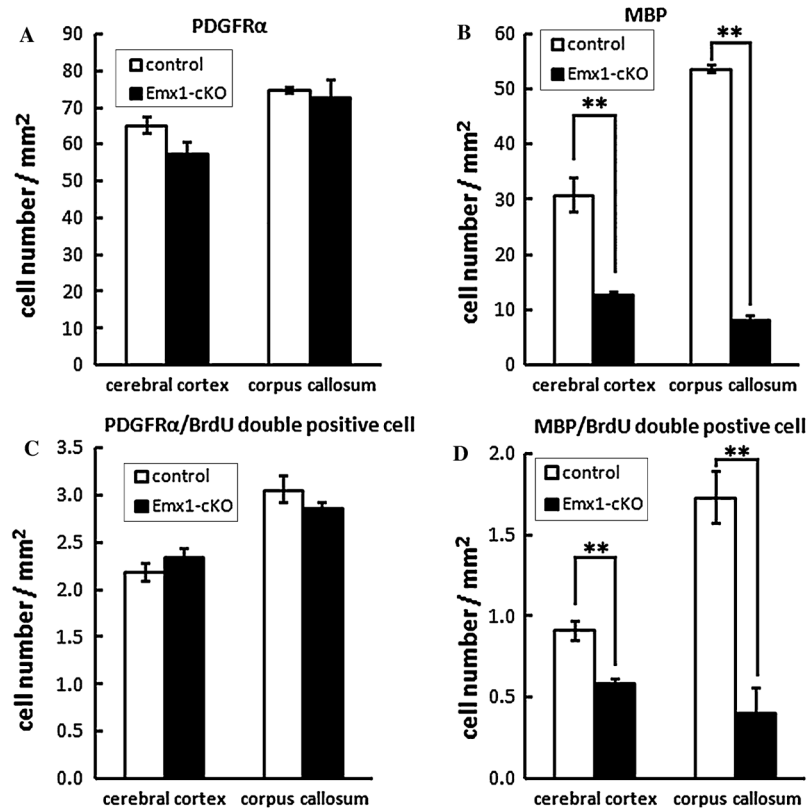 A
PDGFRα
cell number / mm2
90
80
70
60
50
40
30
20
10
0
control
Emx1-cKO
cerebral cortex
corpus callosum
B
MBP
cell number / mm2
60
50
40
30
20
10
0
control
Emx1-cKO
**
**
cerebral cortex
corpus callosum
C
PDGFRα/BrdU double positive cell
cell number / mm2
3.5
3.0
2.5
2.0
1.5
1.0
0.5
0.0
control
Emx1-cKO
cerebral cortex
corpus callosum
D
MBP/BrdU double postive cell
cell number / mm2
2.0
1.5
1.0
0.5
0.0
control
Emx1-cKO
**
**
cerebral cortex
corpus callosum